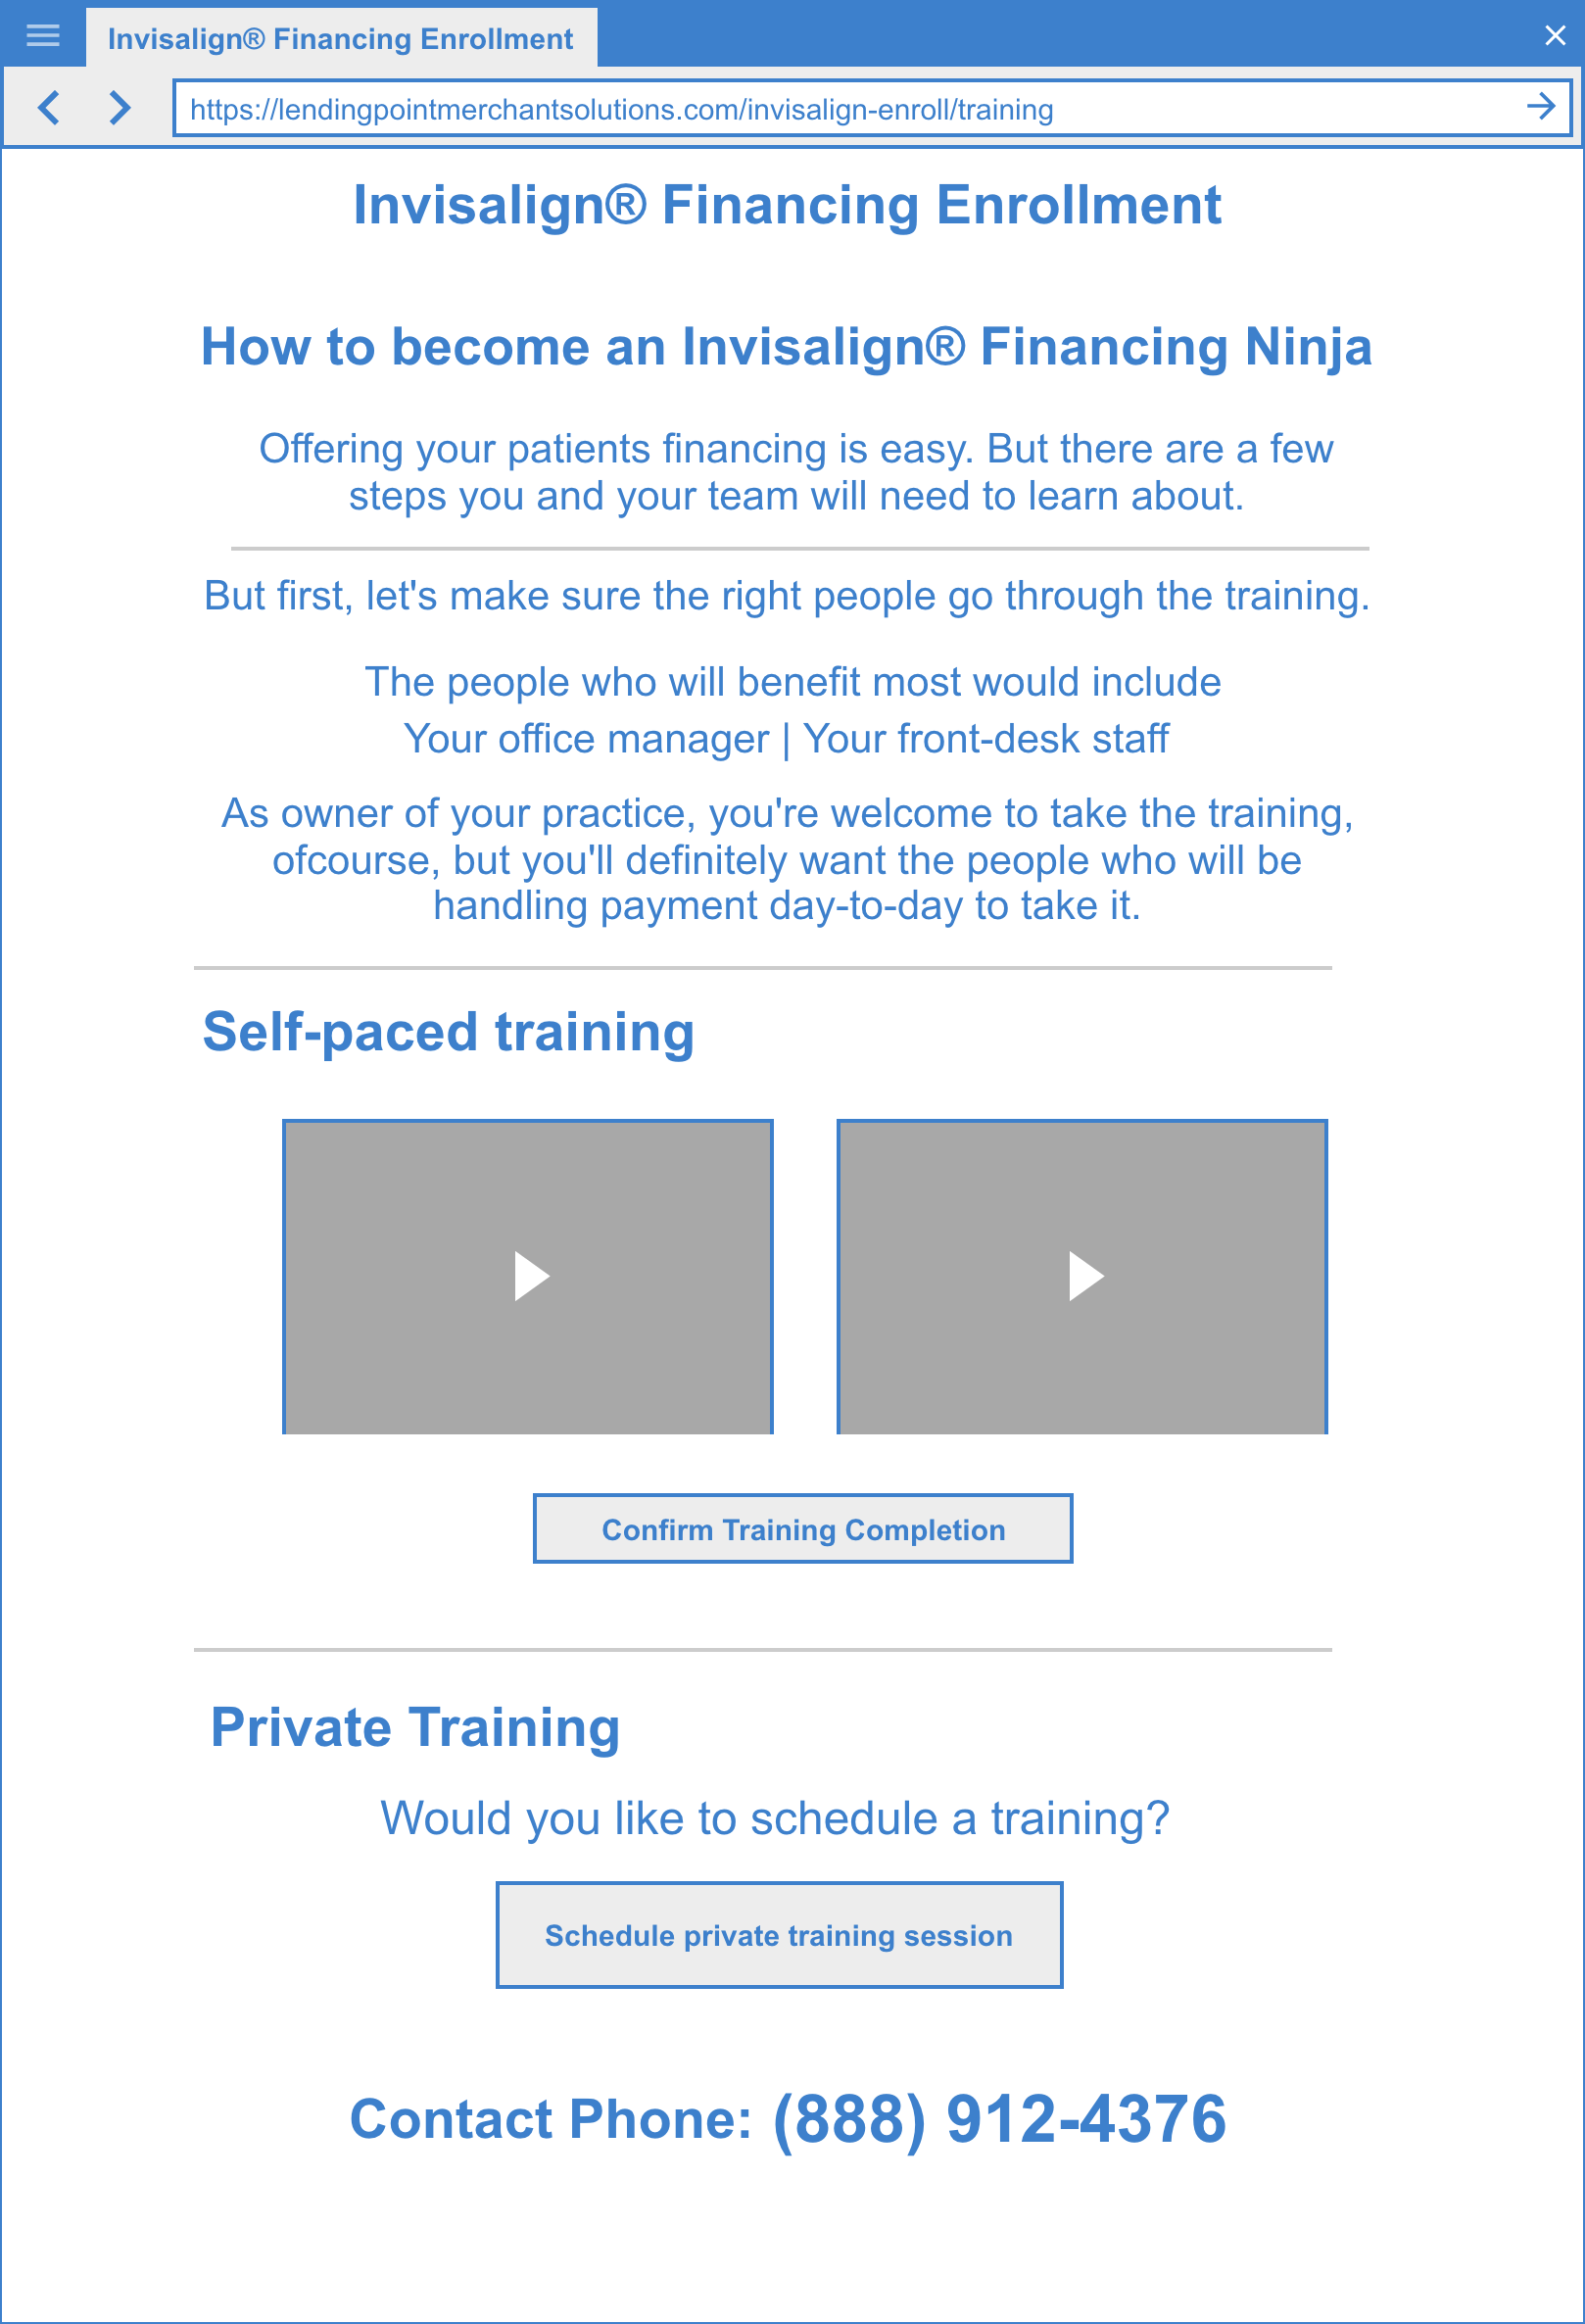 Invisalign® Financing Enrollment
https://lendingpointmerchantsolutions.com/invisalign-enroll/training
Invisalign® Financing Enrollment
How to become an Invisalign® Financing Ninja
Offering your patients financing is easy. But there are a few
steps you and your team will need to learn about.
But first, let's make sure the right people go through the training.
The people who will benefit most would include
Your office manager | Your front-desk staff
As owner of your practice, you're welcome to take the training,
ofcourse, but you'll definitely want the people who will be
handling payment day-to-day to take it.
Self-paced training
Confirm Training Completion
Private Training
Would you like to schedule a training?
Schedule private training session
Contact Phone: (888) 912-4376